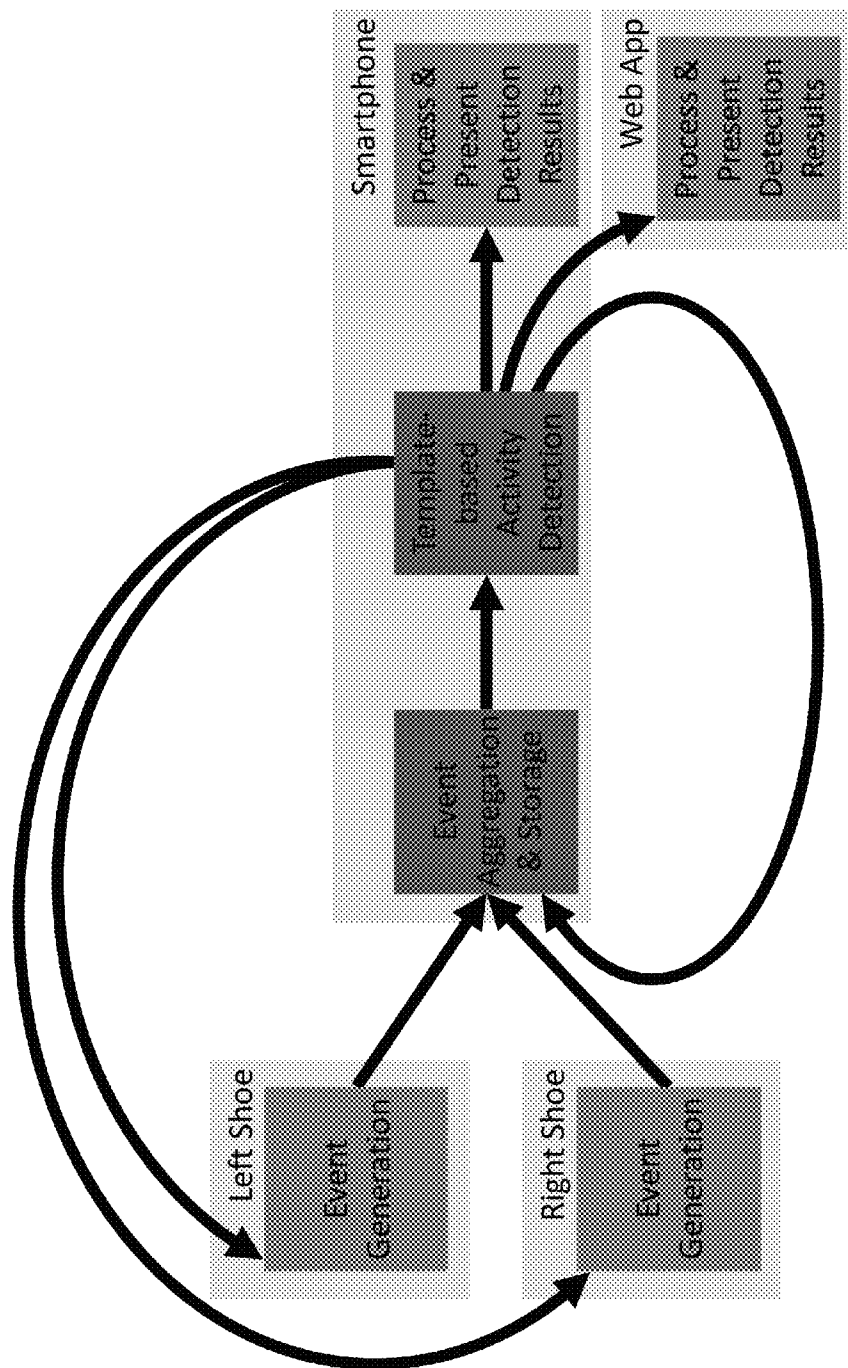 Left Shoe
Event
Generation
Right Shoe
Event
Generation
Event
Aggregation
& Storage
Template-
based
Activity
Detection
Smartphone
Process &
Present
Detection
Results
Web App
Process &
Present
Detection
Results